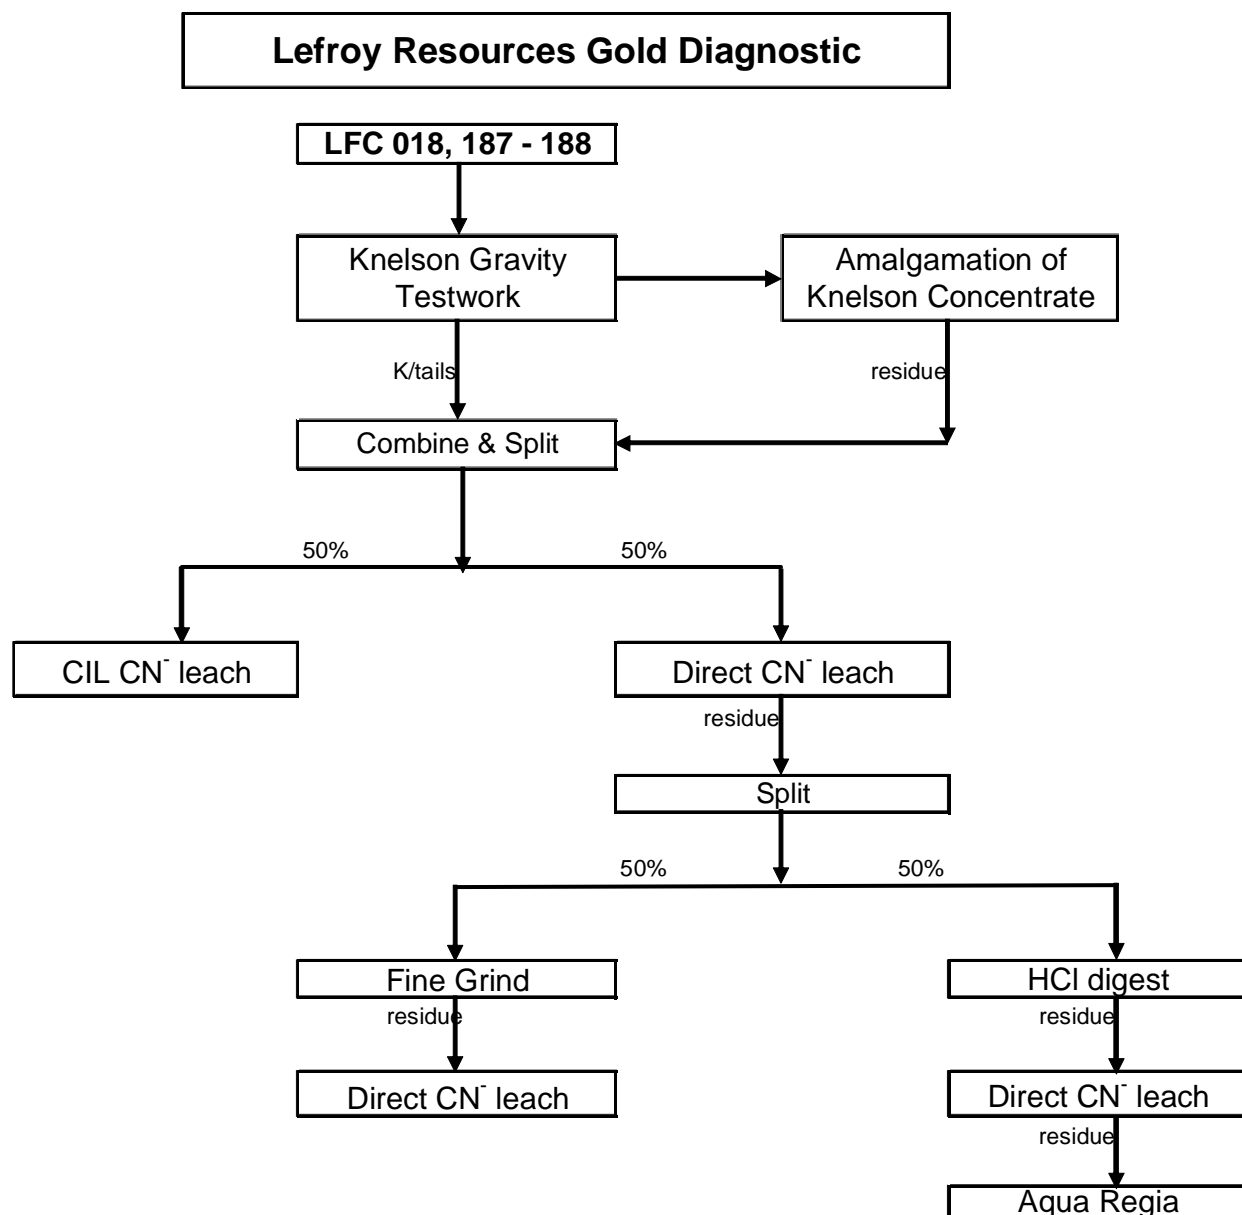 Lefroy Resources Gold Diagnostic
LFC 018, 187 - 188
Knelson Gravity
Testwork
Amalgamation of
Knelson Concentrate
K/tails
residue
Combine & Split
50%
50%
CIL CN⁻ leach
Direct CN⁻ leach
residue
Split
50%
50%
Fine Grind
HCl digest
residue
residue
Direct CN⁻ leach
Direct CN⁻ leach
residue
Aqua Regia